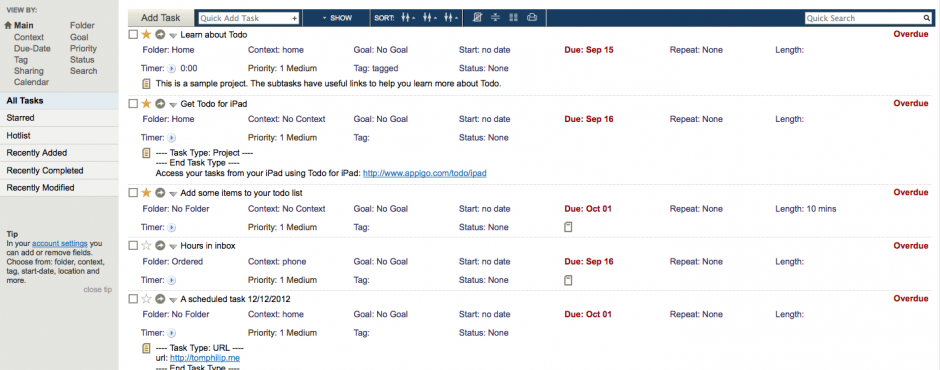 VIEW BY:
Main Folder
Context Goal
Due-Date Priority
Tag Status
Sharing Search
Calendar
All Tasks
Starred
Hotlist
Recently Added
Recently Completed
Recently Modified
Tip
In your account settings you
can add or remove fields.
Choose from: folder, context,
tag, start-date, location and
more.
close tip
Add Task Quick Add Task + SHOW SORT: Quick Search
Learn about Todo Overdue
Folder: Home Context: home Goal: No Goal Start: no date Due: Sep 15 Repeat: None Length:
Timer: 0:00 Priority: 1 Medium Tag: tagged Status: None
This is a sample project. The subtasks have useful links to help you learn more about Todo.
Get Todo for iPad Overdue
Folder: Home Context: No Context Goal: No Goal Start: no date Due: Sep 16 Repeat: None Length:
Timer: Priority: 1 Medium Tag: Status: None
---- Task Type: Project ----
---- End Task Type ----
Access your tasks from your iPad using Todo for iPad: http://www.appigo.com/todo/ipad
Add some items to your todo list Overdue
Folder: No Folder Context: No Context Goal: No Goal Start: no date Due: Oct 01 Repeat: None Length: 10 mins
Timer: Priority: 1 Medium Tag: Status: None
Hours in inbox Overdue
Folder: Ordered Context: phone Goal: No Goal Start: no date Due: Sep 16 Repeat: None Length:
Timer: Priority: 1 Medium Tag: Status: None
A scheduled task 12/12/2012 Overdue
Folder: No Folder Context: home Goal: No Goal Start: no date Due: Oct 01 Repeat: None Length:
Timer: Priority: 1 Medium Tag: Status: None
---- Task Type: URL ----
url: http://tomphilip.me
---- End Task Type ----